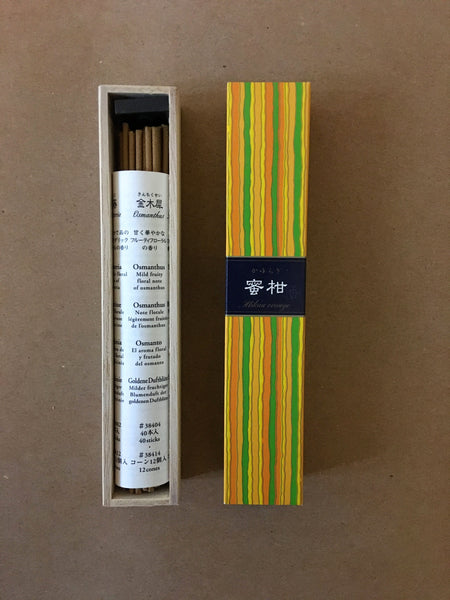 きんもくせい
金木犀
Osmanthus
甘く華やかな
フルーティフローラル
の香り
Osmanthus
Mild fruity
floral note
of osmanthus
Osmanthus
Note florale
légèrement fruitée
de l'osmanthus
Osmanto
El aroma floral
y frutado
del osmanto
Goldene Duftblüte
Milder fruchtiger
Blumenduft der
goldenen Duftblüte
#38404
40本入
40 sticks
#38414
コーン12個入
12 cones
かゆらぎ
蜜柑
Mikan orange